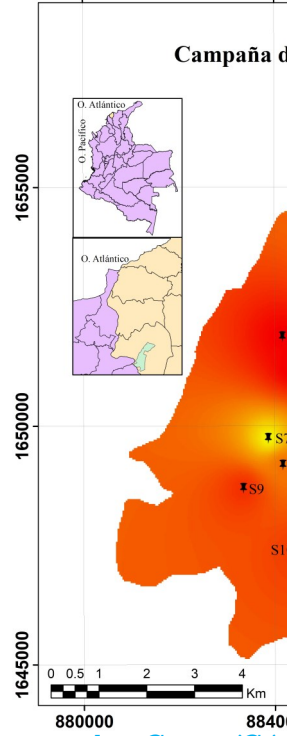 Campaña d
O. Atlántico
O. Pacífico
O. Atlántico
1655000
1650000
1645000
S7
S9
S1
0 0.5 1 2 3 4
Km
880000
8840